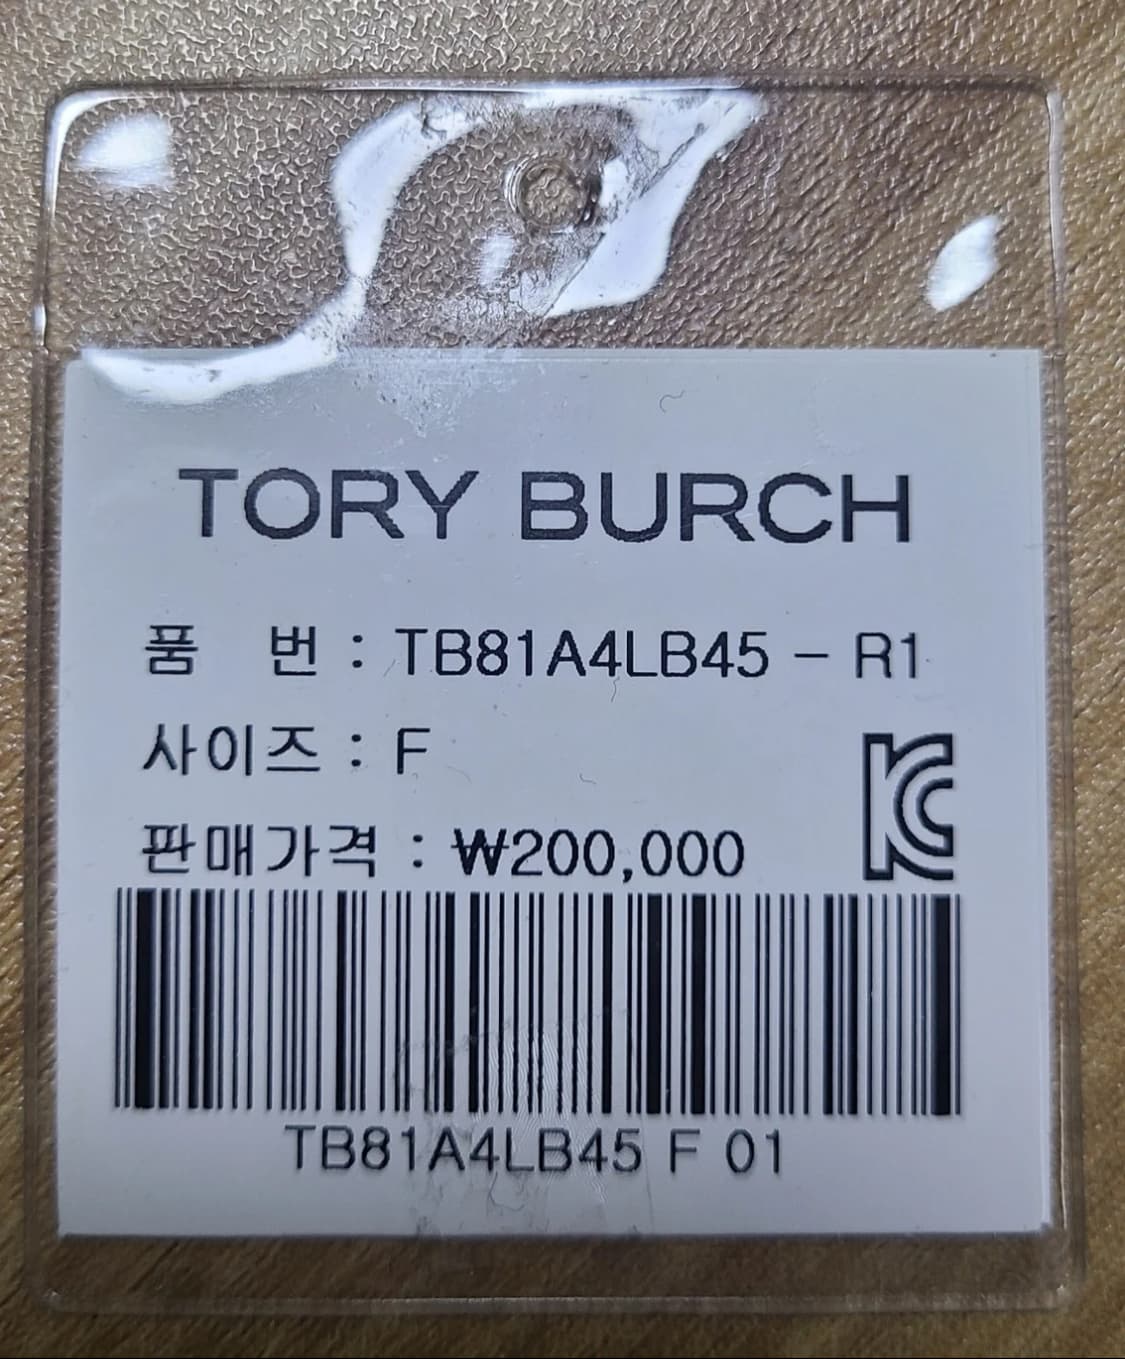 TORY BURCH
품 번 : TB81A4LB45 - R1
사이즈 : F
판매가격 : ₩200,000
TB81A4LB45 F 01